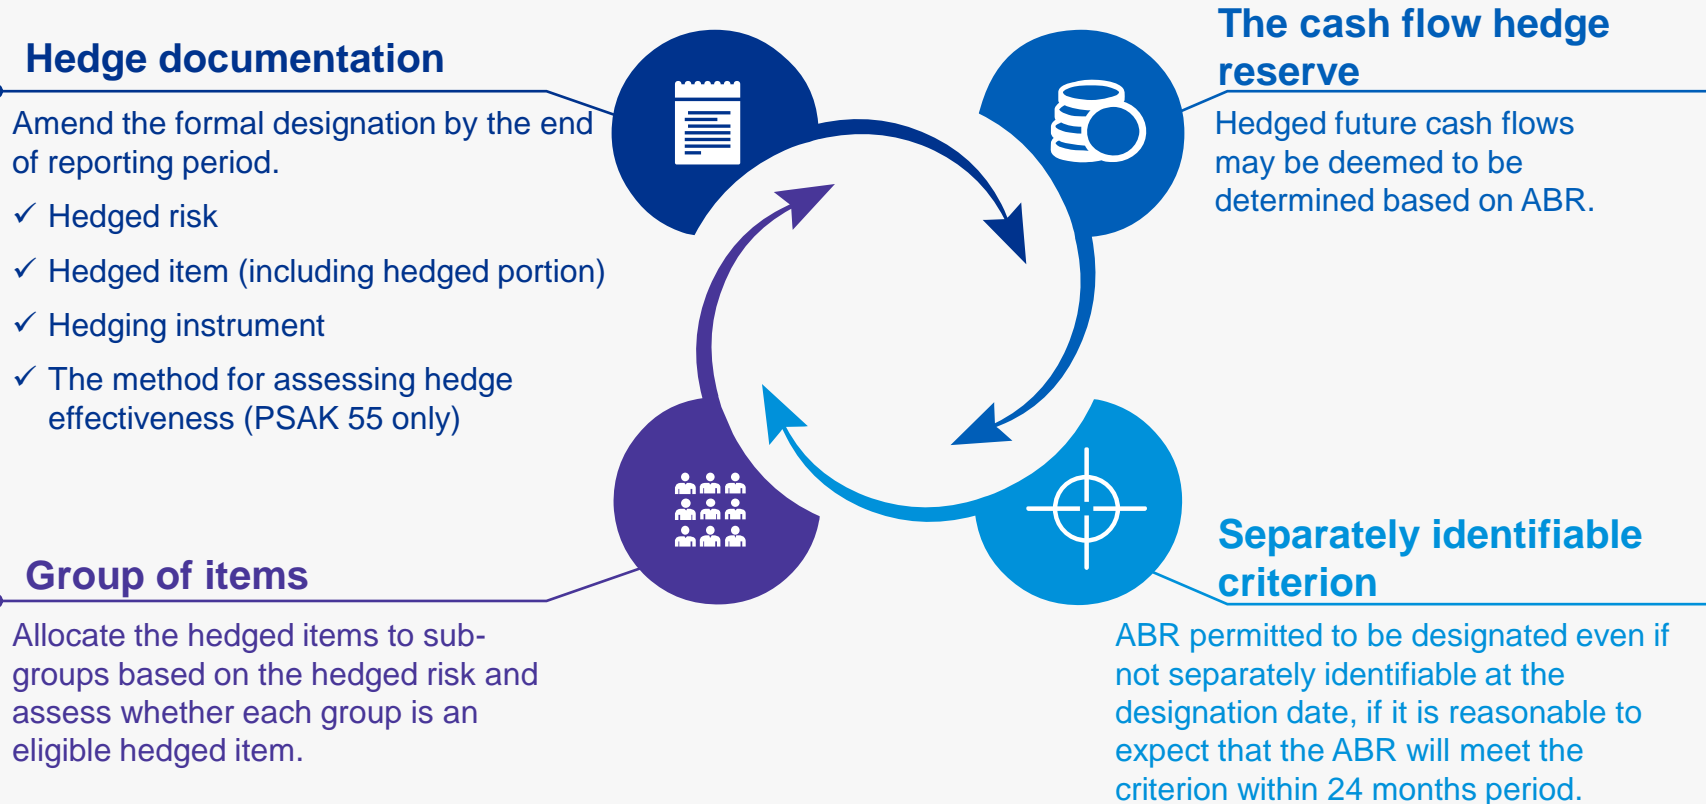 Hedge documentation
Amend the formal designation by the end
of reporting period.
✓ Hedged risk
✓ Hedged item (including hedged portion)
✓ Hedging instrument
✓ The method for assessing hedge
effectiveness (PSAK 55 only)
The cash flow hedge
reserve
Hedged future cash flows
may be deemed to be
determined based on ABR.
Group of items
Allocate the hedged items to sub-
groups based on the hedged risk and
assess whether each group is an
eligible hedged item.
Separately identifiable
criterion
ABR permitted to be designated even if
not separately identifiable at the
designation date, if it is reasonable to
expect that the ABR will meet the
criterion within 24 months period.